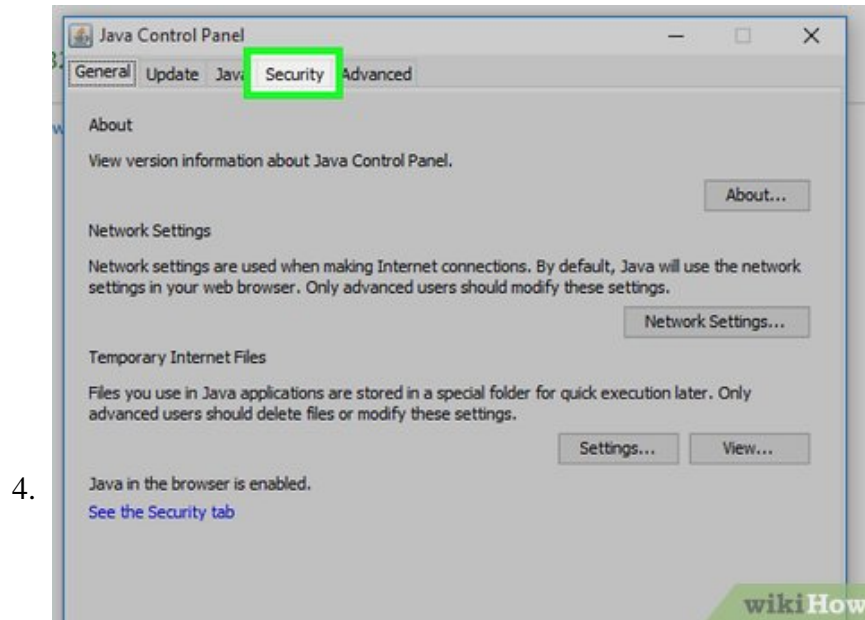 Java Control Panel
General Update Java Security Advanced
About
View version information about Java Control Panel.
About...
Network Settings
Network settings are used when making Internet connections. By default, Java will use the network
settings in your web browser. Only advanced users should modify these settings.
Network Settings...
Temporary Internet Files
Files you use in Java applications are stored in a special folder for quick execution later. Only
advanced users should delete files or modify these settings.
Settings... View...
4.
Java in the browser is enabled.
See the Security tab
wikiHow